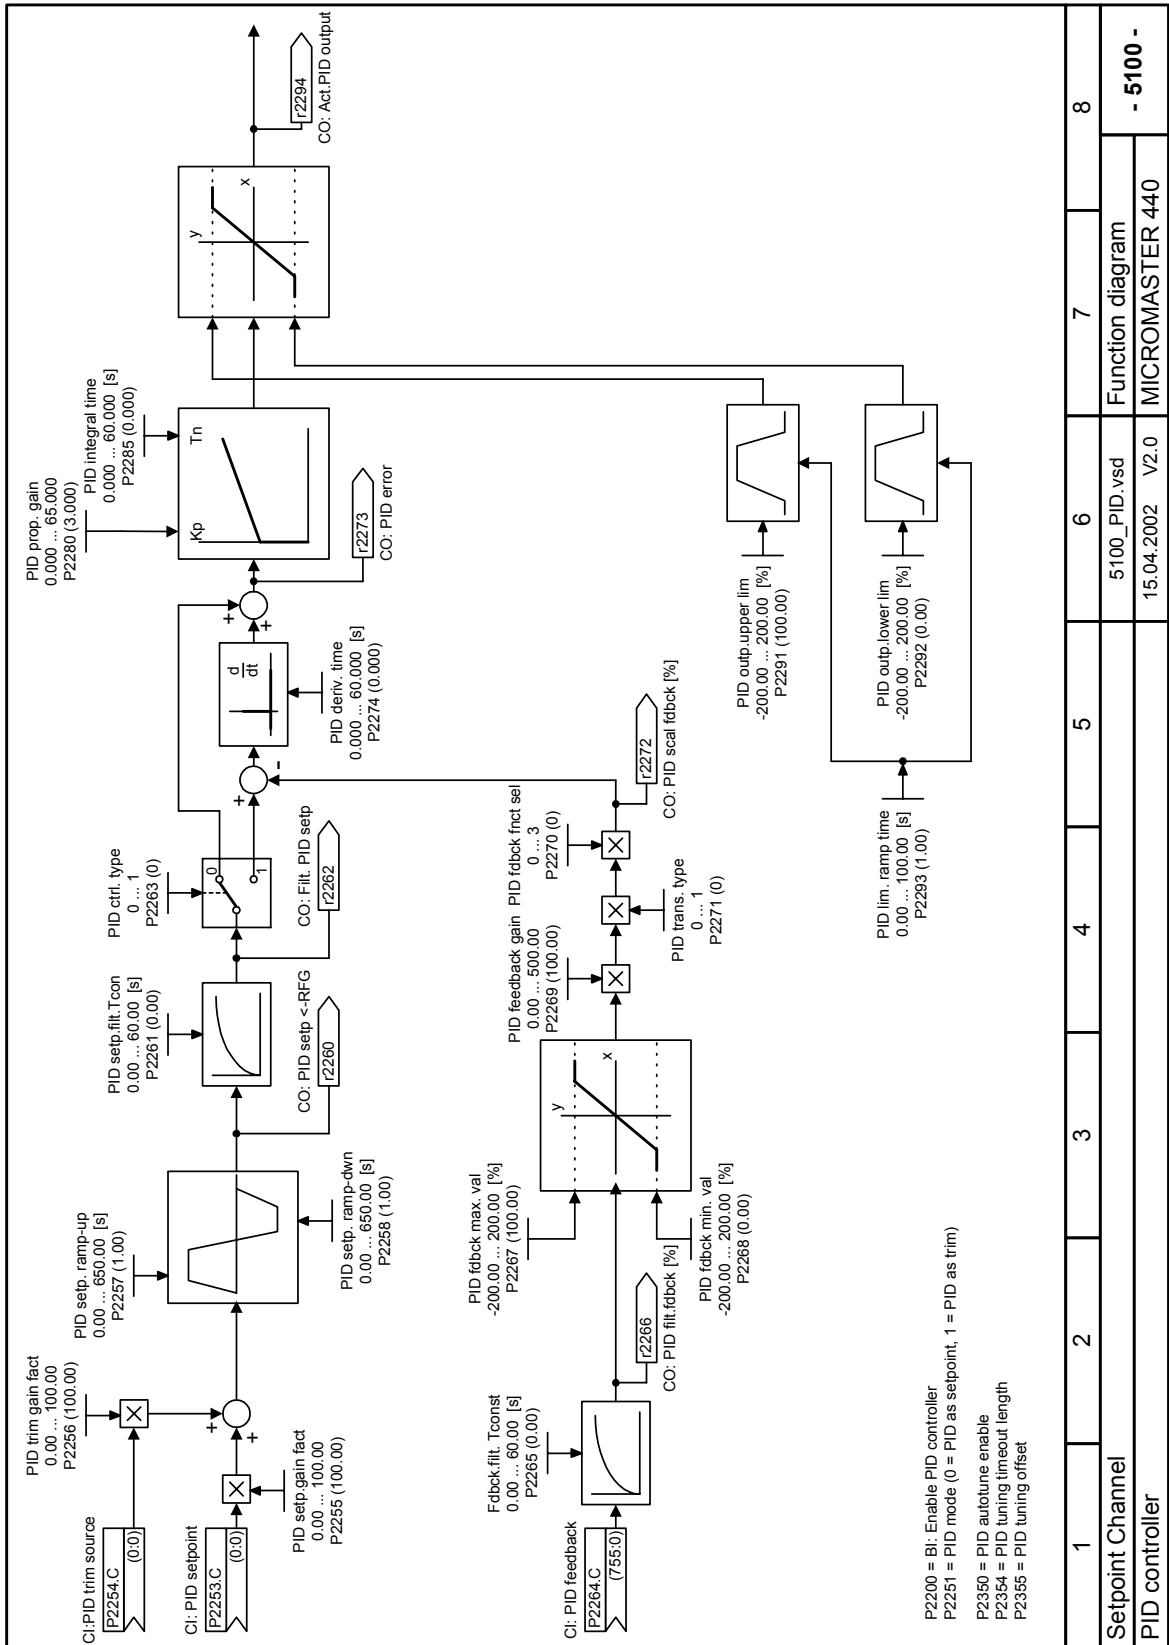 CI:PID trim source
P2254.C
(0:0)
PID trim gain fact
0.00 ... 100.00
P2256 (100.00)
CI: PID setpoint
P2253.C
(0:0)
PID setp.gain fact
0.00 ... 100.00
P2255 (100.00)
+
+
PID setp. ramp-up
0.00 ... 650.00 [s]
P2257 (1.00)
PID setp. ramp-dwn
0.00 ... 650.00 [s]
P2258 (1.00)
CO: PID setp <-RFG
r2260
PID setp.filt.Tcon
0.00 ... 60.00 [s]
P2261 (0.00)
CO: Filt. PID setp
r2262
PID ctrl. type
0 ... 1
P2263 (0)
0
1
+
-
d
dt
PID deriv. time
0.000 ... 60.000 [s]
P2274 (0.000)
+
+
r2273
CO: PID error
PID prop. gain
0.000 ... 65.000
P2280 (3.000)
PID integral time
0.000 ... 60.000 [s]
P2285 (0.000)
Kp
Tn
y
x
r2294
CO: Act.PID output
CI: PID feedback
P2264.C
(755:0)
Fdbck.filt. Tconst
0.00 ... 60.00 [s]
P2265 (0.00)
r2266
CO: PID filt.fdbck [%]
PID fdbck max. val
-200.00 ... 200.00 [%]
P2267 (100.00)
PID fdbck min. val
-200.00 ... 200.00 [%]
P2268 (0.00)
y
x
PID feedback gain
0.00 ... 500.00
P2269 (100.00)
PID trans. type
0 ... 1
P2271 (0)
PID fdbck fnct sel
0 ... 3
P2270 (0)
r2272
CO: PID scal fdbck [%]
PID outp.upper lim
-200.00 ... 200.00 [%]
P2291 (100.00)
PID outp.lower lim
-200.00 ... 200.00 [%]
P2292 (0.00)
PID lim. ramp time
0.00 ... 100.00 [s]
P2293 (1.00)
P2200 = BI: Enable PID controller
P2251 = PID mode (0 = PID as setpoint, 1 = PID as trim)
P2350 = PID autotune enable
P2354 = PID tuning timeout length
P2355 = PID tuning offset
1 2 3 4 5 6 7 8
Setpoint Channel 5100_PID.vsd Function diagram - 5100 -
PID controller 15.04.2002 V2.0 MICROMASTER 440